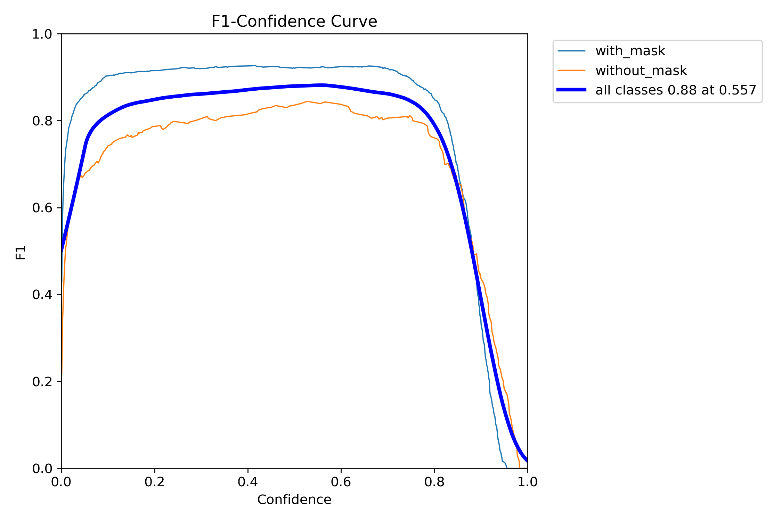 F1-Confidence Curve
1.0
0.8
0.6
0.4
0.2
0.0
F1
0.0 0.2 0.4 0.6 0.8 1.0
Confidence
with_mask
without_mask
all classes 0.88 at 0.557